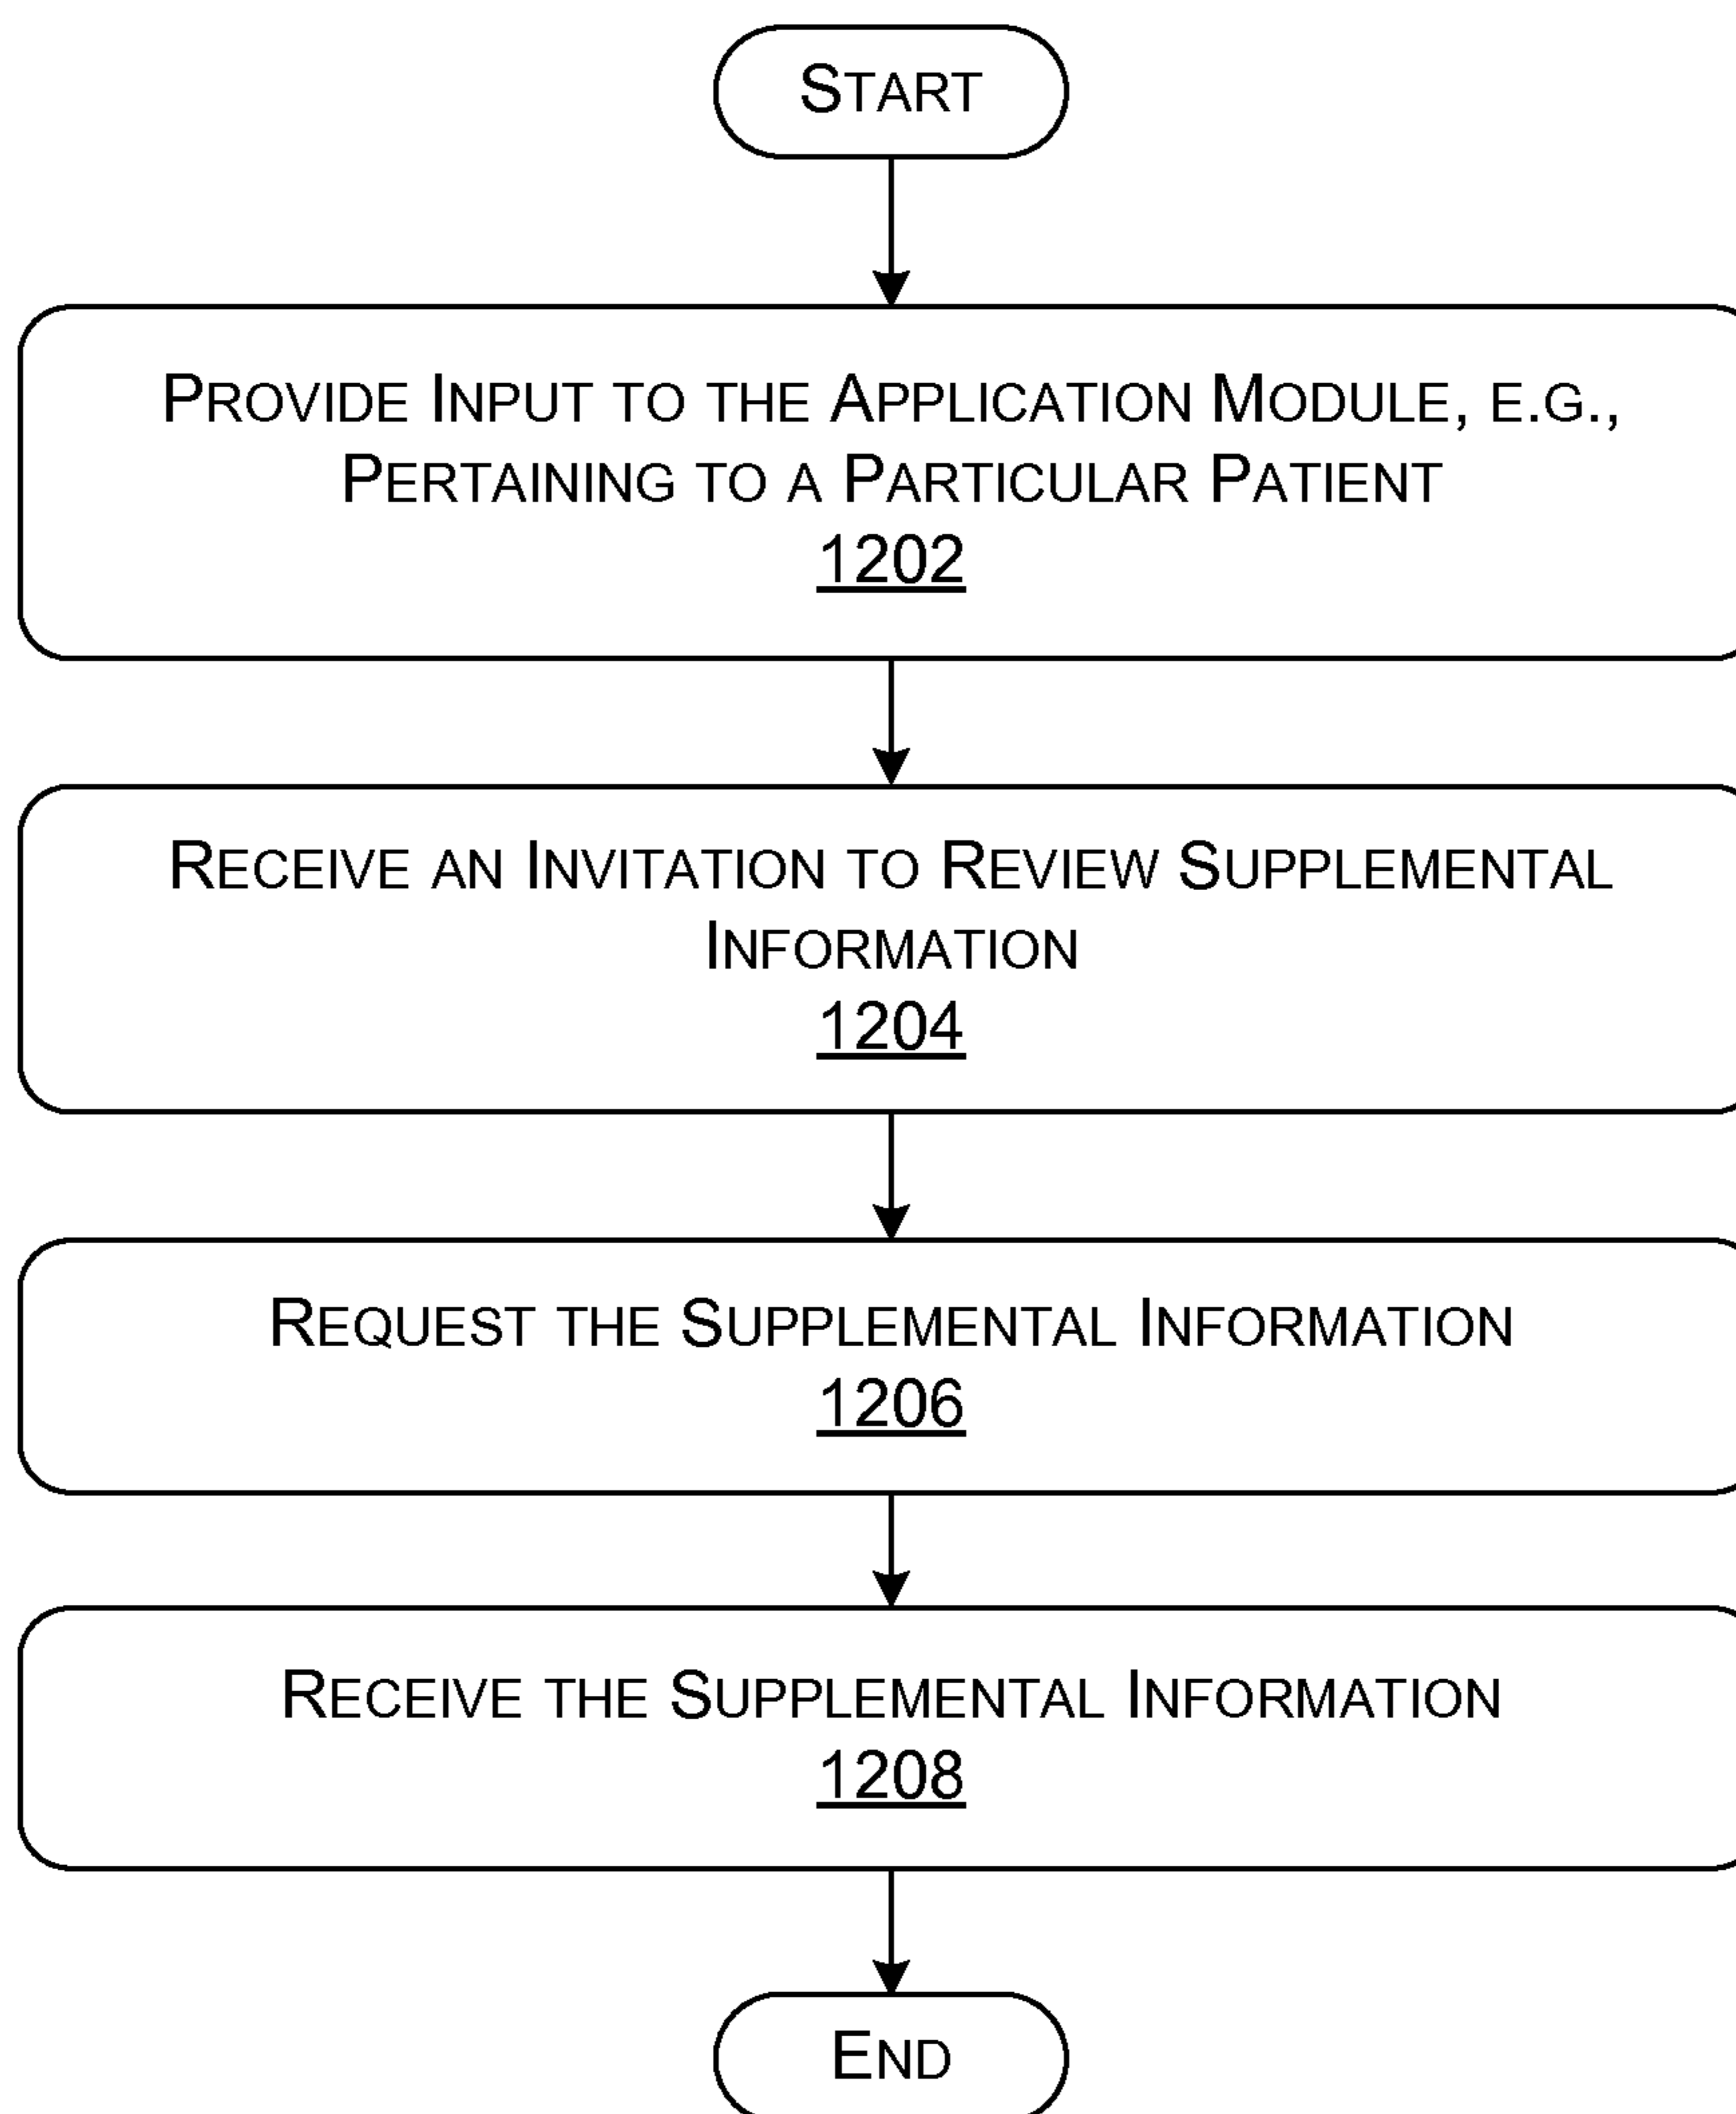 START
PROVIDE INPUT TO THE APPLICATION MODULE, E.G.,
PERTAINING TO A PARTICULAR PATIENT
1202
RECEIVE AN INVITATION TO REVIEW SUPPLEMENTAL
INFORMATION
1204
REQUEST THE SUPPLEMENTAL INFORMATION
1206
RECEIVE THE SUPPLEMENTAL INFORMATION
1208
END